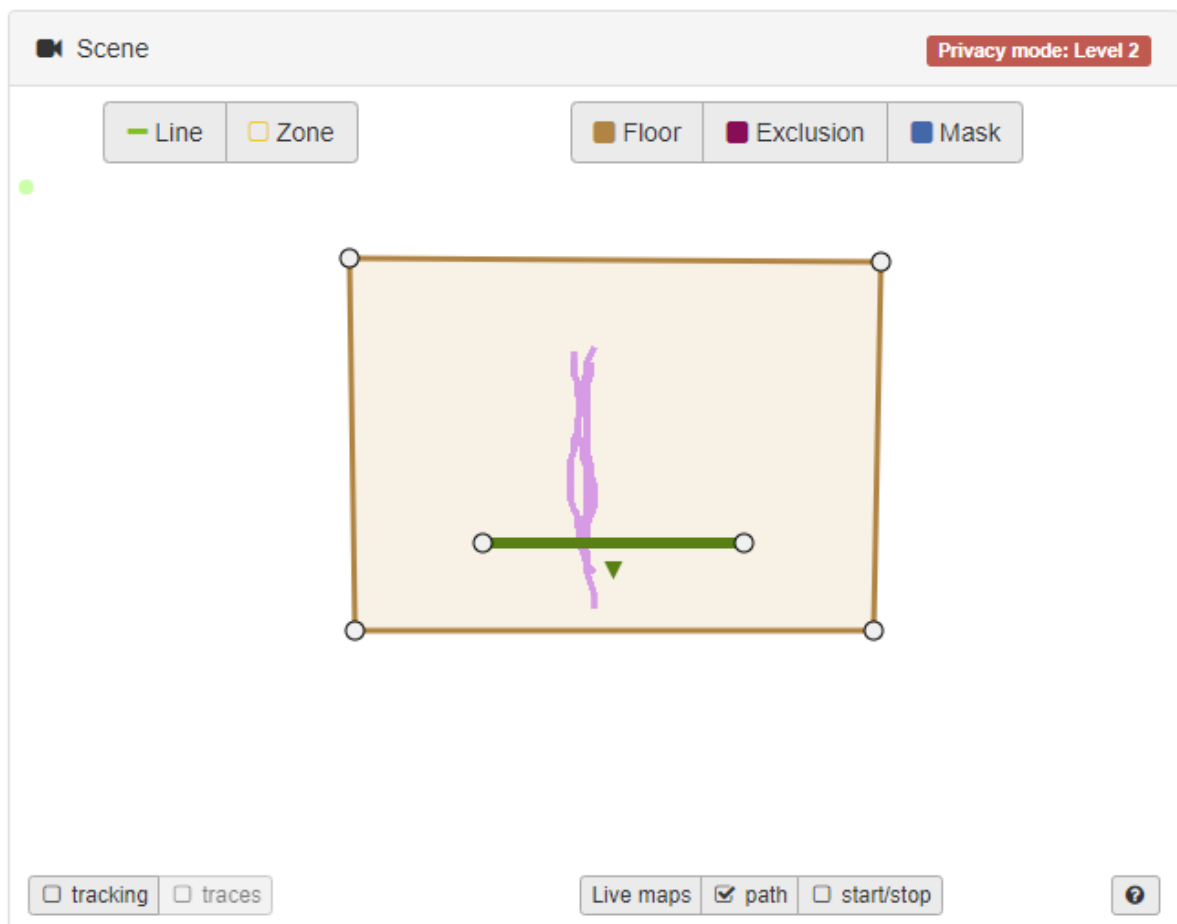 Scene
Privacy mode: Level 2
Line
Zone
Floor
Exclusion
Mask
tracking
traces
Live maps
path
start/stop